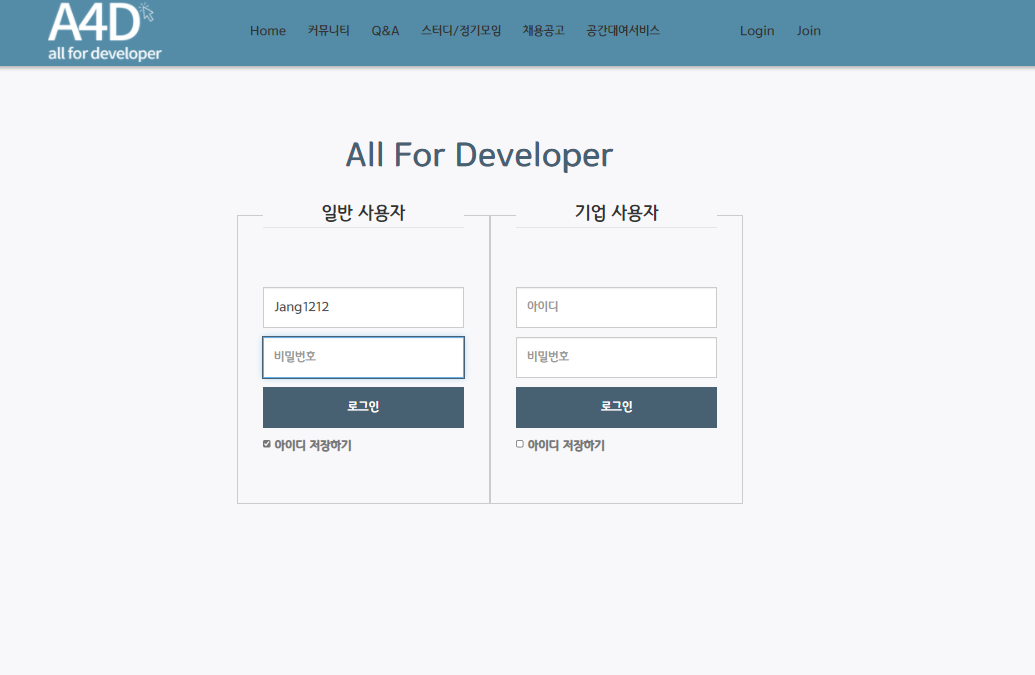 A4D
all for developer
Home 커뮤니티 Q&A 스터디/정기모임 채용공고 공간대여서비스 Login Join
All For Developer
일반 사용자
Jang1212
비밀번호
로그인
아이디 저장하기
기업 사용자
아이디
비밀번호
로그인
아이디 저장하기